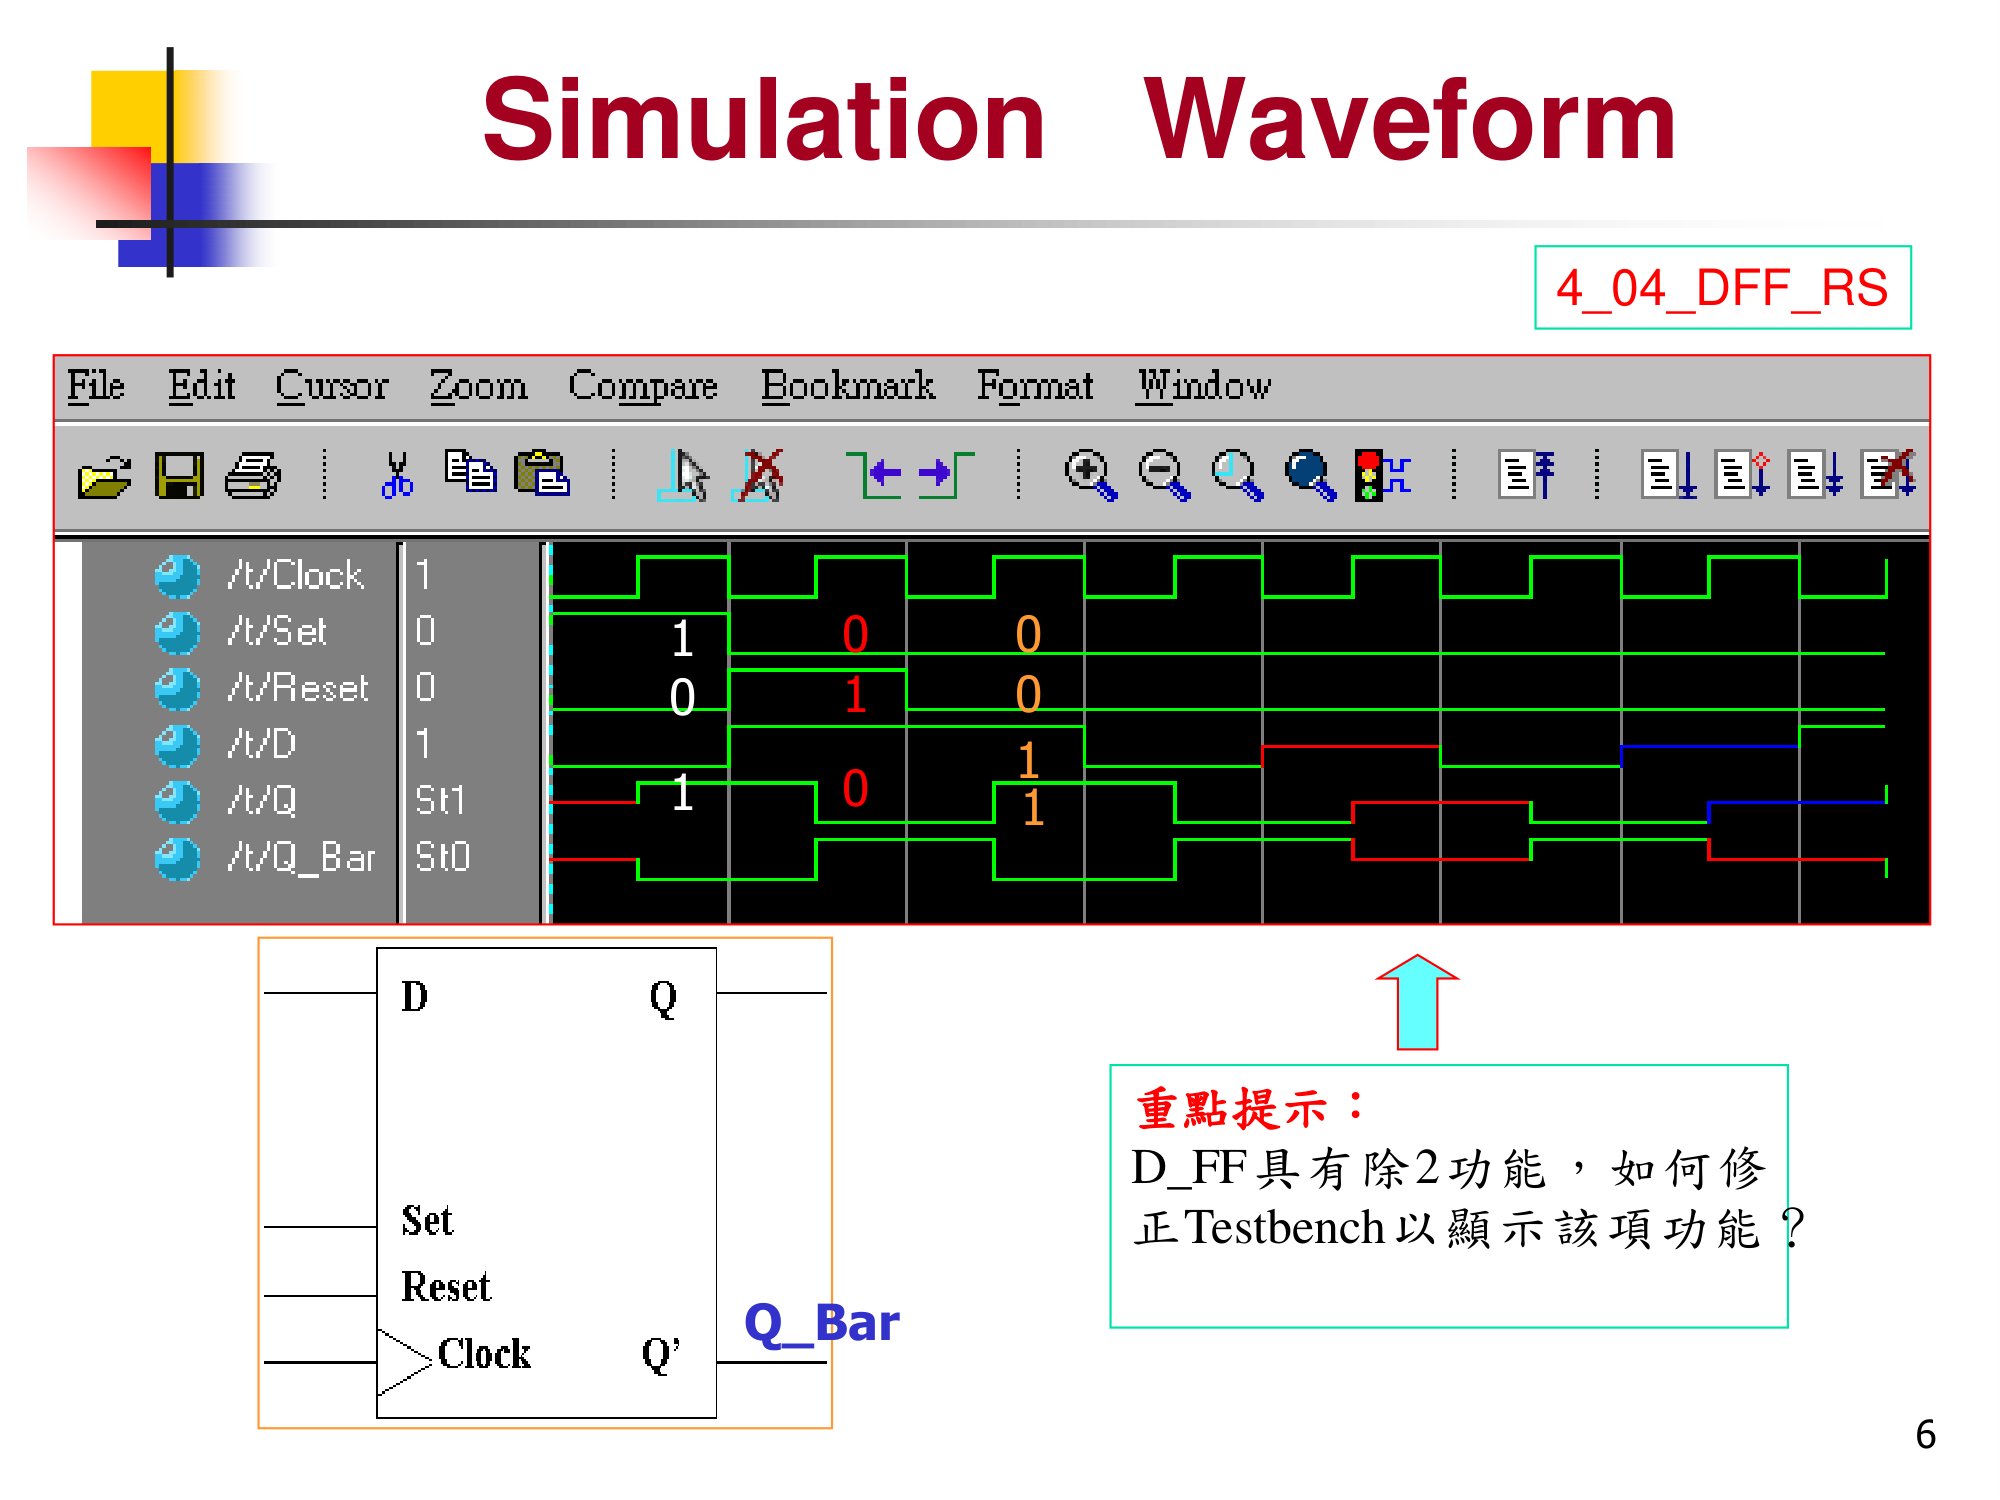 Simulation Waveform
4_04_DFF_RS
File Edit Cursor Zoom Compare Bookmark Format Window
/t/Clock 1
/t/Set 0 1 0 0
/t/Reset 0 0 1 0
/t/D 1 1
/t/Q St1 1 0 1
/t/Q_Bar St0
D Q
Set
Reset
Clock Q’
Q_Bar
重點提示：
D_FF具有除2功能，如何修
正Testbench以顯示該項功能？
6